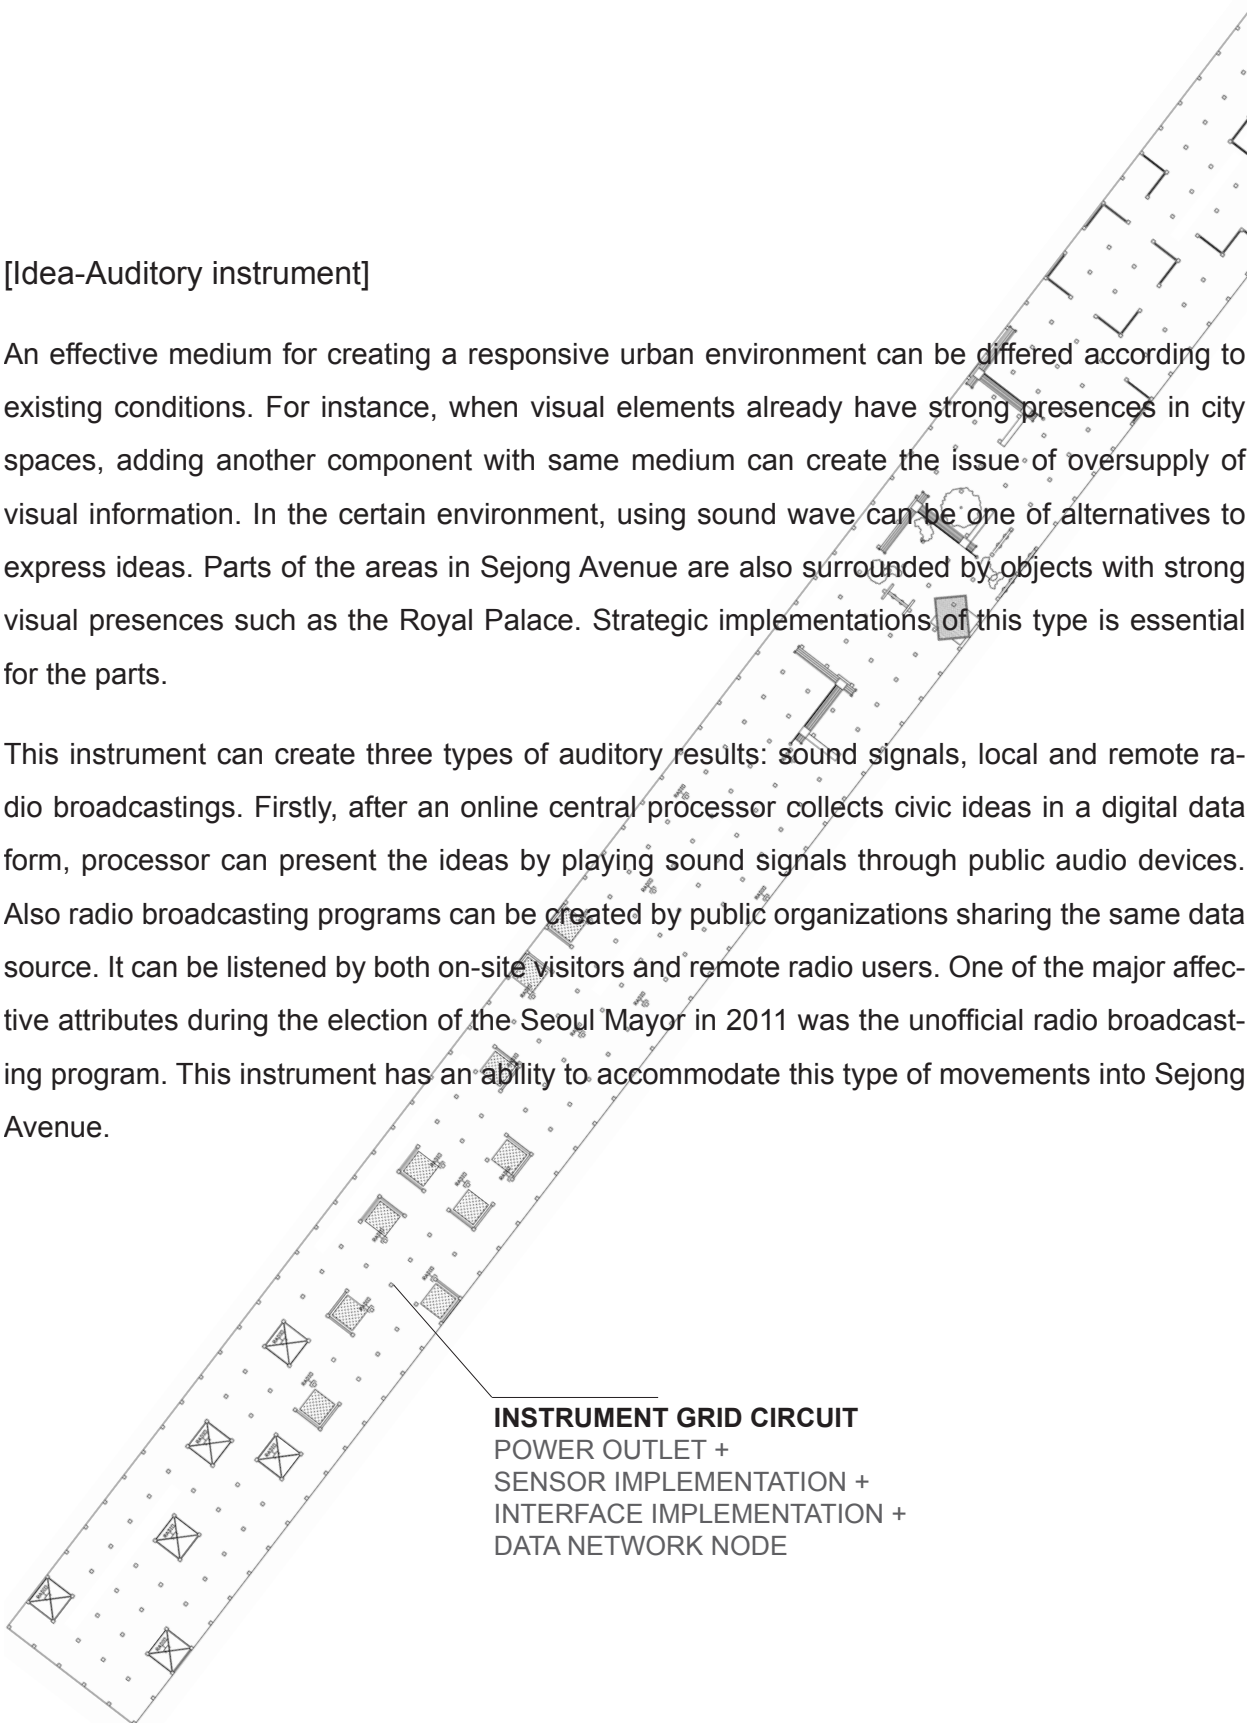 [Idea-Auditory instrument]
An effective medium for creating a responsive urban environment can be differed according to
existing conditions. For instance, when visual elements already have strong presences in city
spaces, adding another component with same medium can create the issue of oversupply of
visual information. In the certain environment, using sound wave can be one of alternatives to
express ideas. Parts of the areas in Sejong Avenue are also surrounded by objects with strong
visual presences such as the Royal Palace. Strategic implementations of this type is essential
for the parts.
This instrument can create three types of auditory results: sound signals, local and remote ra-
dio broadcastings. Firstly, after an online central processor collects civic ideas in a digital data
form, processor can present the ideas by playing sound signals through public audio devices.
Also radio broadcasting programs can be created by public organizations sharing the same data
source. It can be listened by both on-site visitors and remote radio users. One of the major affec-
tive attributes during the election of the Seoul Mayor in 2011 was the unofficial radio broadcast-
ing program. This instrument has an ability to accommodate this type of movements into Sejong
Avenue.
INSTRUMENT GRID CIRCUIT
POWER OUTLET +
SENSOR IMPLEMENTATION +
INTERFACE IMPLEMENTATION +
DATA NETWORK NODE